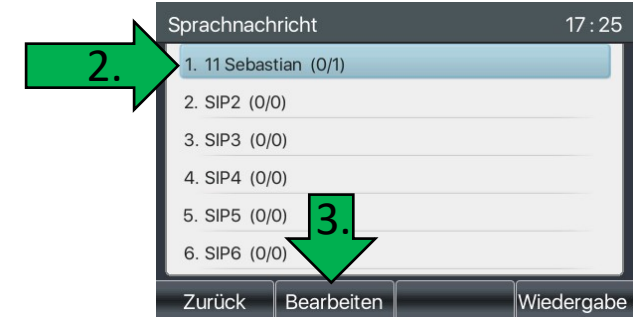 Sprachnachricht 17:25
2.
1. 11 Sebastian (0/1)
2. SIP2 (0/0)
3. SIP3 (0/0)
4. SIP4 (0/0)
5. SIP5 (0/0)
3.
6. SIP6 (0/0)
Zurück Bearbeiten Wiedergabe